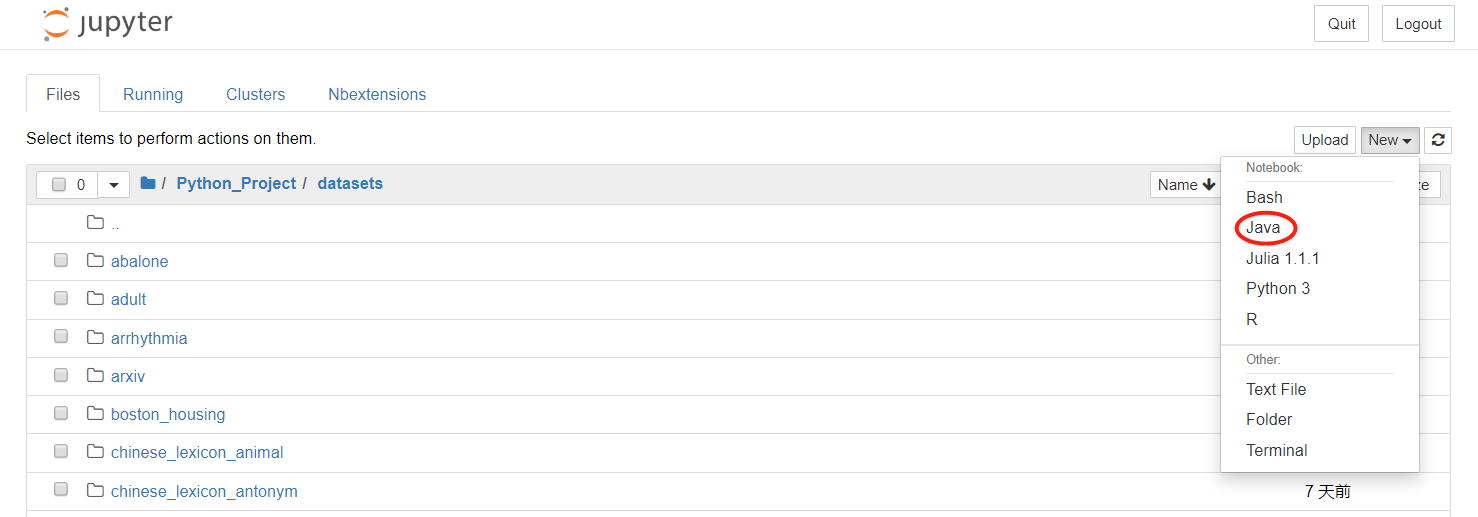 jupyter
Quit
Logout
Files
Running
Clusters
Nbextensions
Select items to perform actions on them.
Upload
New
0
/ Python_Project / datasets
Name
Notebook:
Bash
Java
Julia 1.1.1
Python 3
R
Other:
Text File
Folder
Terminal
..
abalone
adult
arrhythmia
arxiv
boston_housing
chinese_lexicon_animal
chinese_lexicon_antonym
7 天前